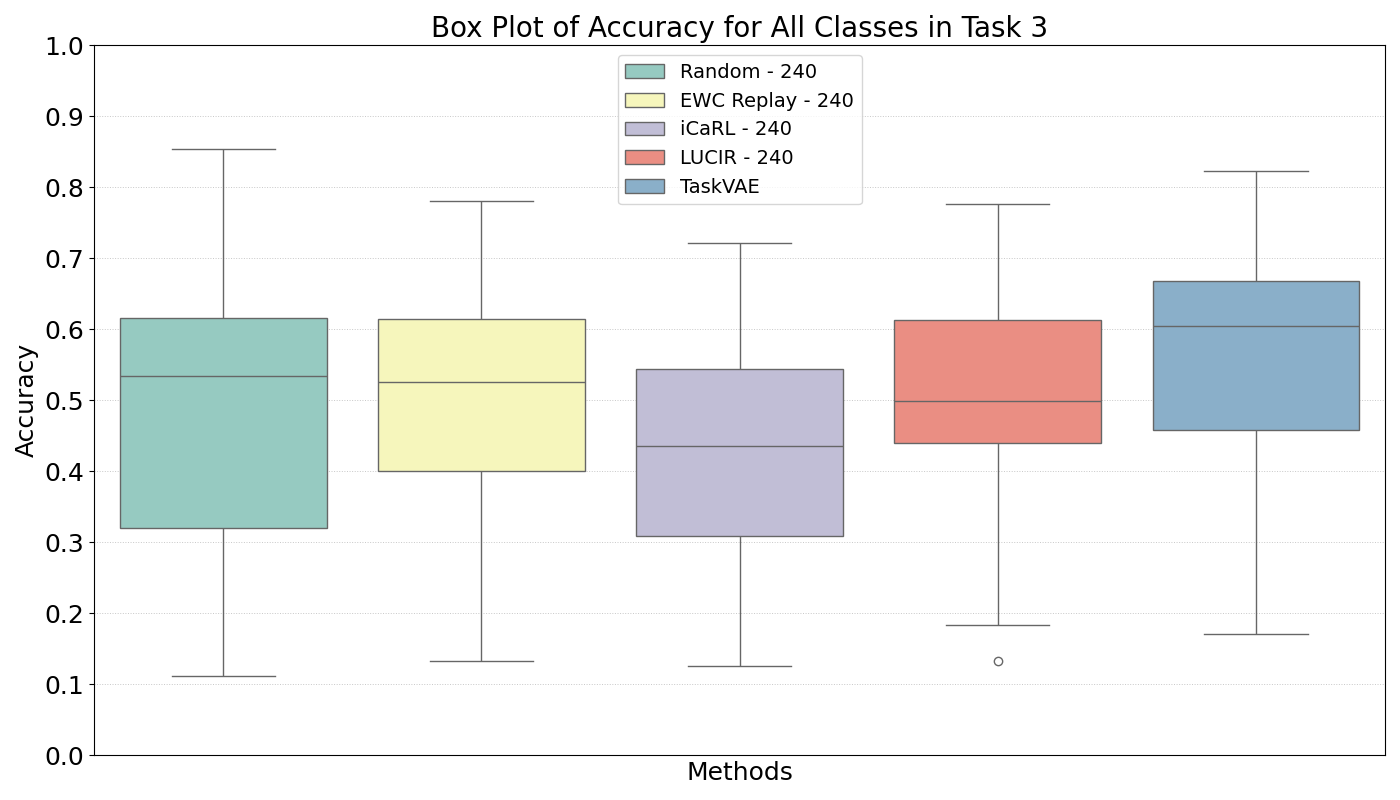 Box Plot of Accuracy for All Classes in Task 3
1.0
0.9
0.8
0.7
0.6
0.5
0.4
0.3
0.2
0.1
0.0
Accuracy
Random - 240
EWC Replay - 240
iCaRL - 240
LUCIR - 240
TaskVAE
Methods